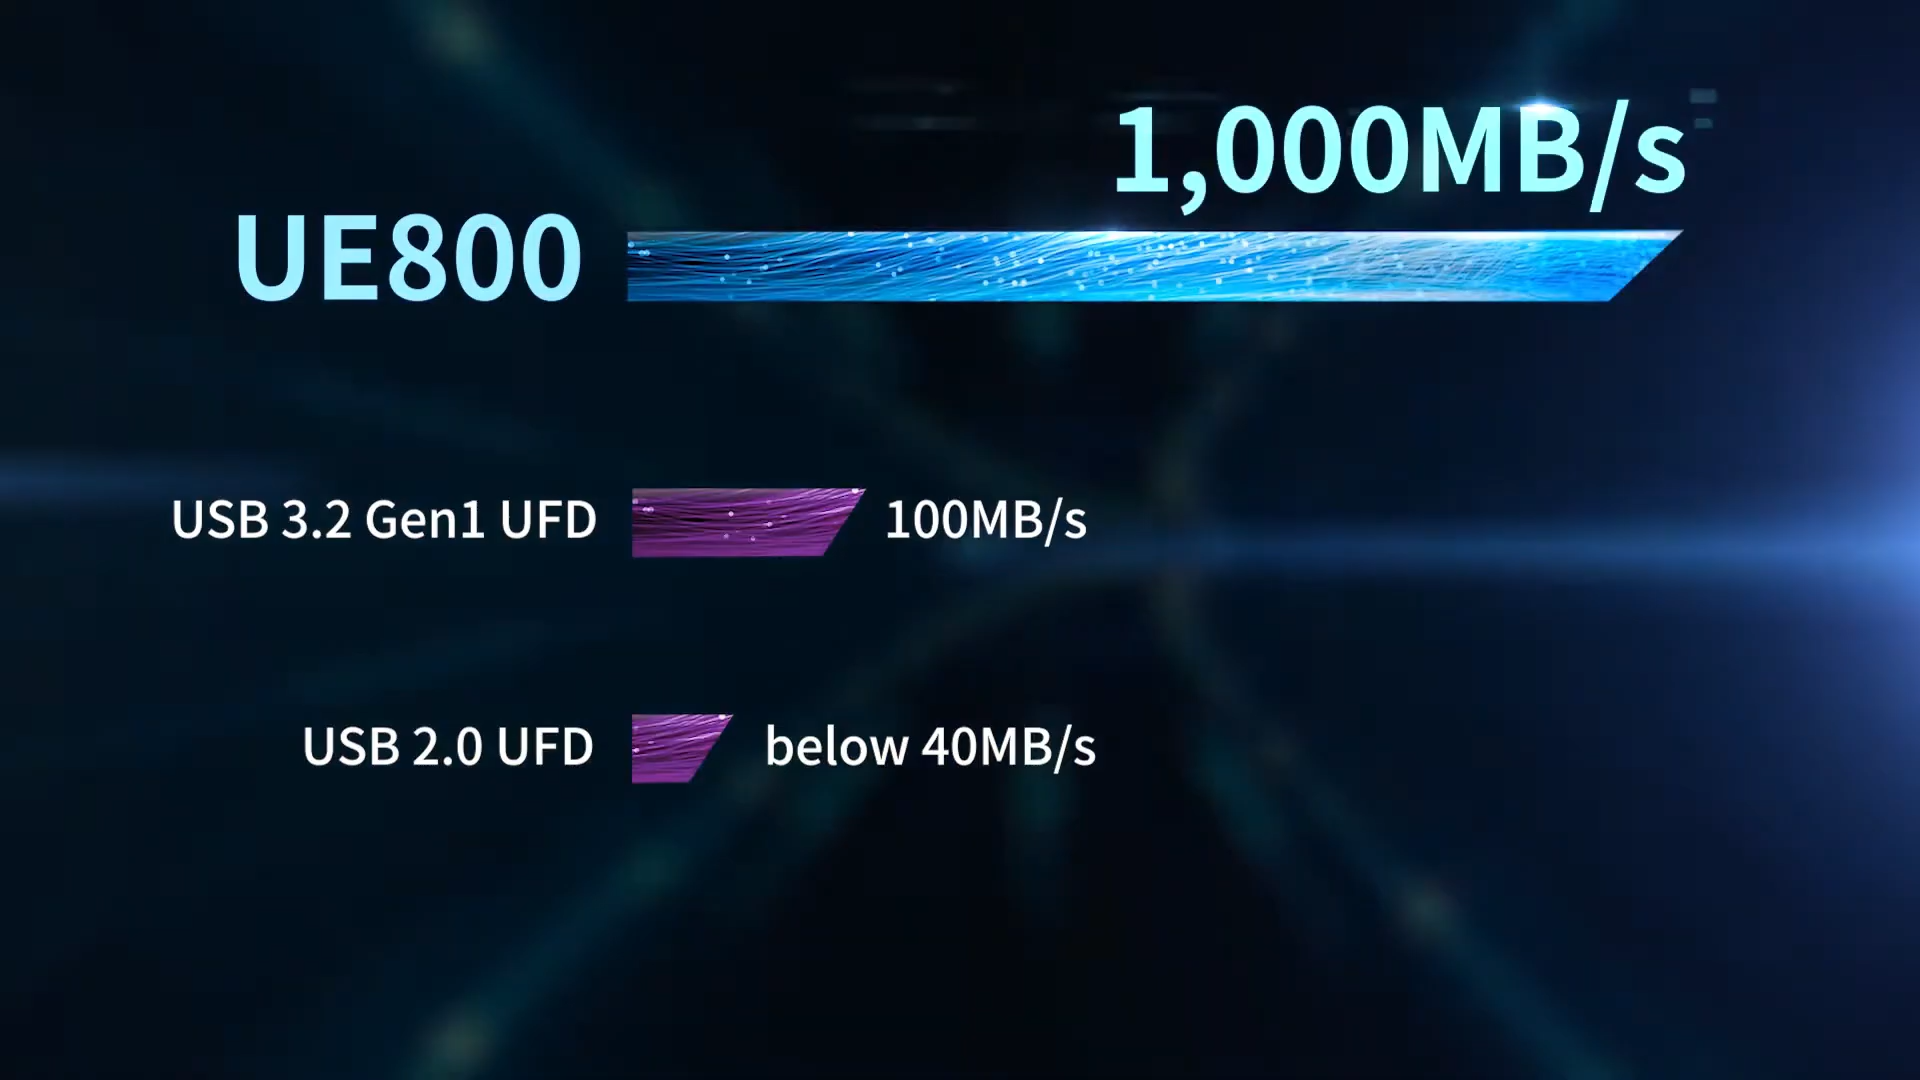 1,000MB/s
UE800
USB 3.2 Gen1 UFD 100MB/s
USB 2.0 UFD below 40MB/s